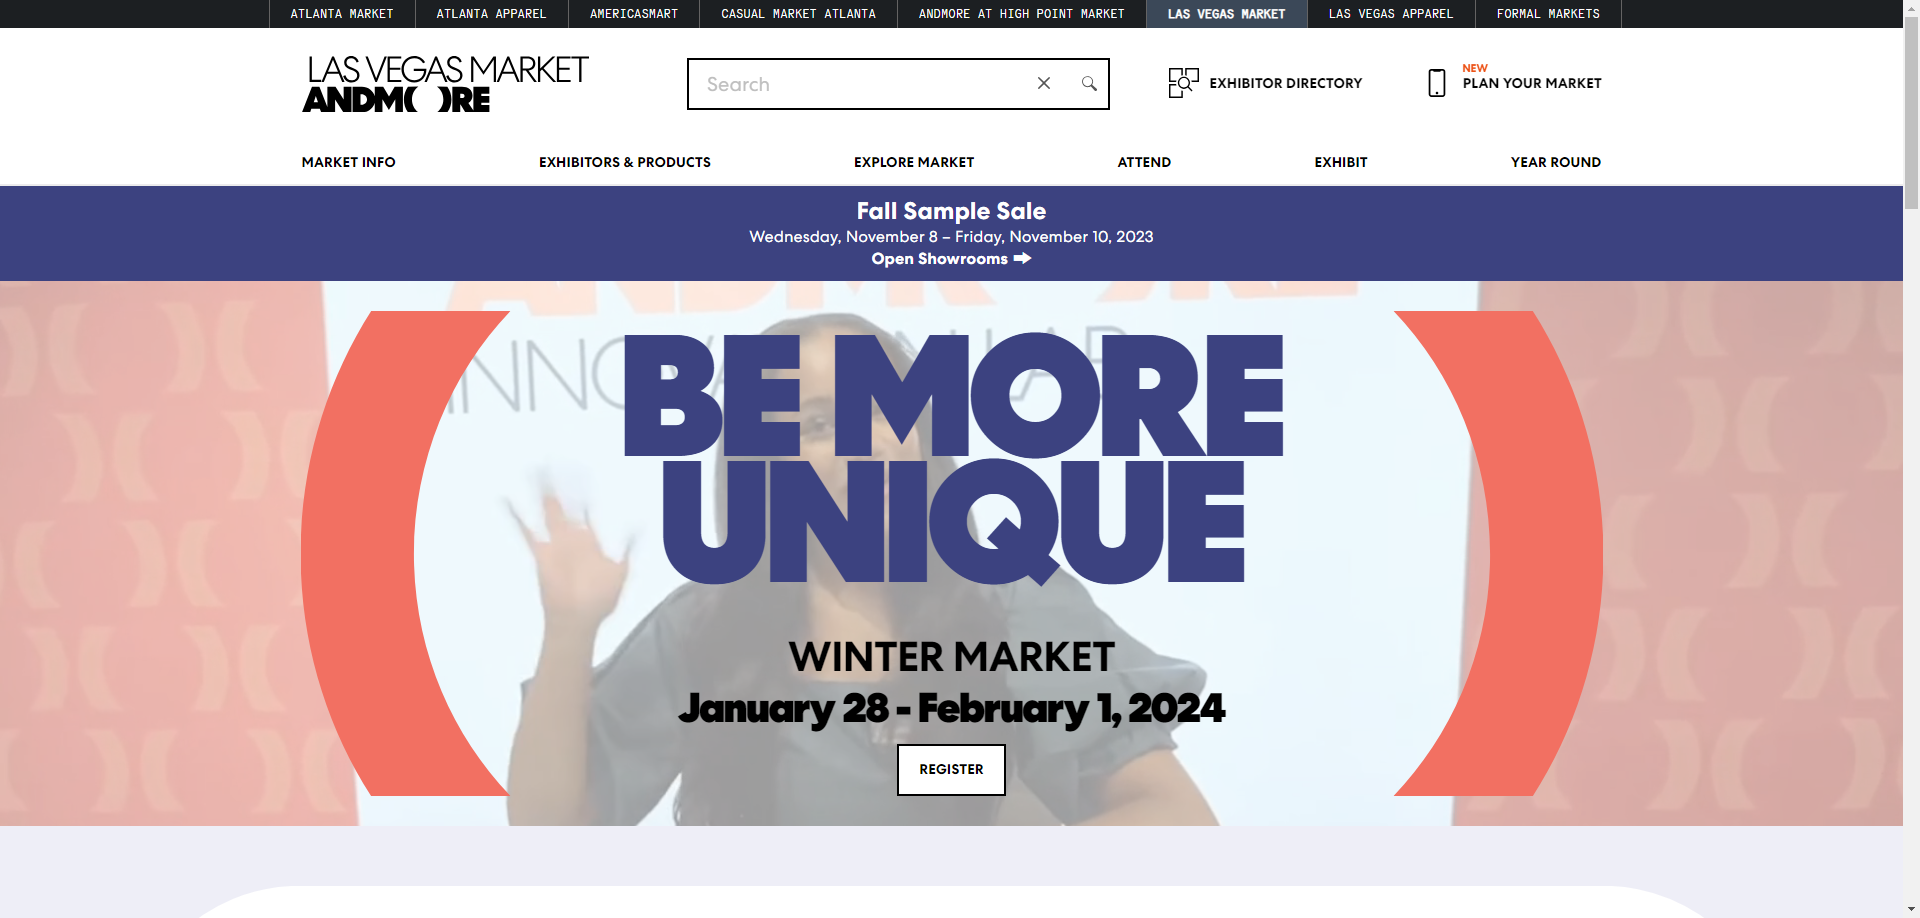 ATLANTA MARKET
ATLANTA APPAREL
AMERICASMART
CASUAL MARKET ATLANTA
ANDMORE AT HIGH POINT MARKET
LAS VEGAS MARKET
LAS VEGAS APPAREL
FORMAL MARKETS
LAS VEGAS MARKET
ANDM( )RE
Search
EXHIBITOR DIRECTORY
NEW
PLAN YOUR MARKET
MARKET INFO
EXHIBITORS & PRODUCTS
EXPLORE MARKET
ATTEND
EXHIBIT
YEAR ROUND
Fall Sample Sale
Wednesday, November 8 – Friday, November 10, 2023
Open Showrooms
BE MORE
UNIQUE
WINTER MARKET
January 28 - February 1, 2024
REGISTER